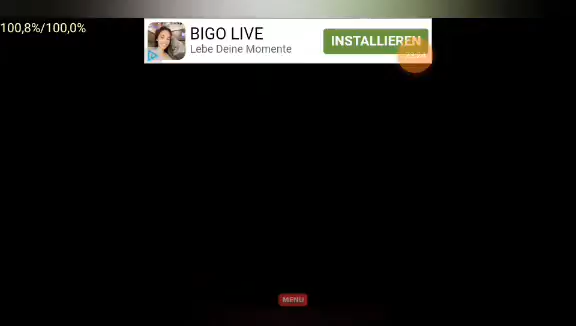 100,8%/100,0%
BIGO LIVE
Lebe Deine Momente
INSTALLIEREN
MENU